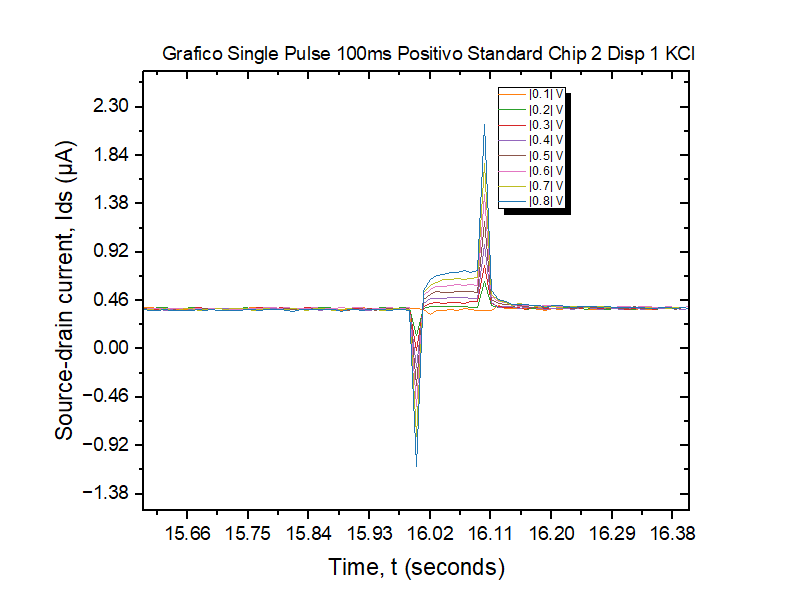 Grafico Single Pulse 100ms Positivo Standard Chip 2 Disp 1 KCl
|0.1| V
|0.2| V
|0.3| V
|0.4| V
|0.5| V
|0.6| V
|0.7| V
|0.8| V
2.30
1.84
1.38
0.92
0.46
0.00
−0.46
−0.92
−1.38
Source-drain current, Ids (µA)
15.66 15.75 15.84 15.93 16.02 16.11 16.20 16.29 16.38
Time, t (seconds)